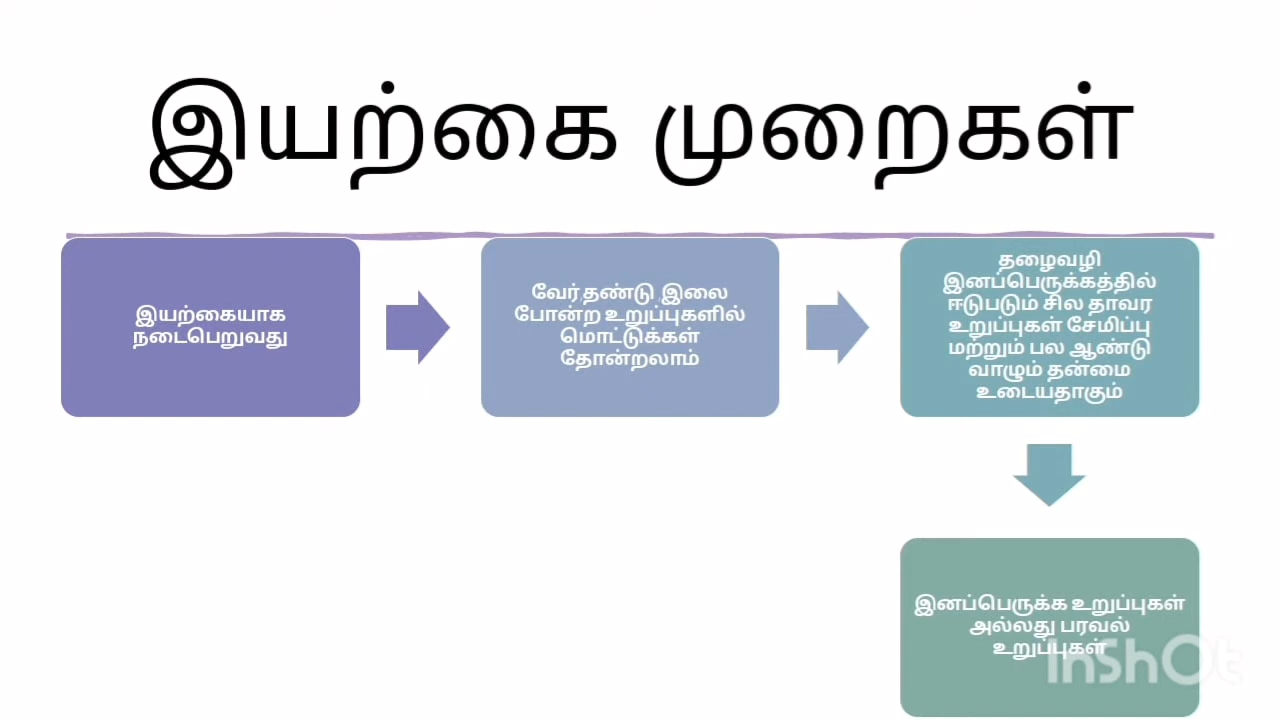 இயற்கை முறைகள்
இயற்கையாக
நடைபெறுவது
வேர் தண்டு இலை
போன்ற உறுப்புகளில்
மொட்டுக்கள்
தோன்றலாம்
தழைவழி
இனப்பெருக்கத்தில்
ஈடுபடும் சில தாவர
உறுப்புகள் சேமிப்பு
மற்றும் பல ஆண்டு
வாழும் தன்மை
உடையதாகும்
இனப்பெருக்க உறுப்புகள்
அல்லது பரவல்
உறுப்புகள்
InShOt